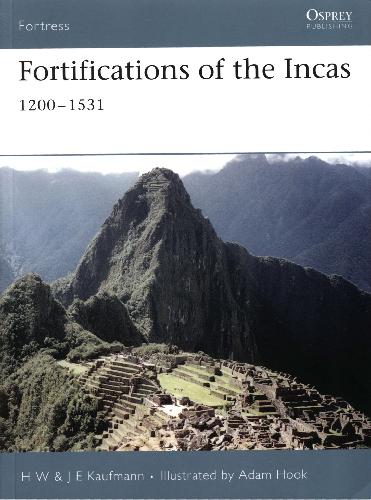 Fortress
OSPREY
PUBLISHING
Fortifications of the Incas
1200–1531
H W & J E Kaufmann • Illustrated by Adam Hook